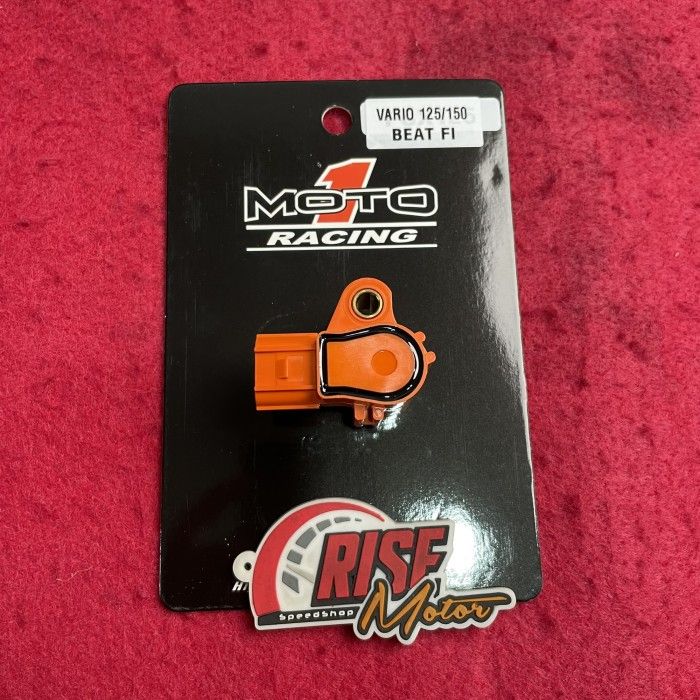 VARIO 125/150
BEAT FI
MOTO 1
RACING
RISE
SpeedShop
Motor